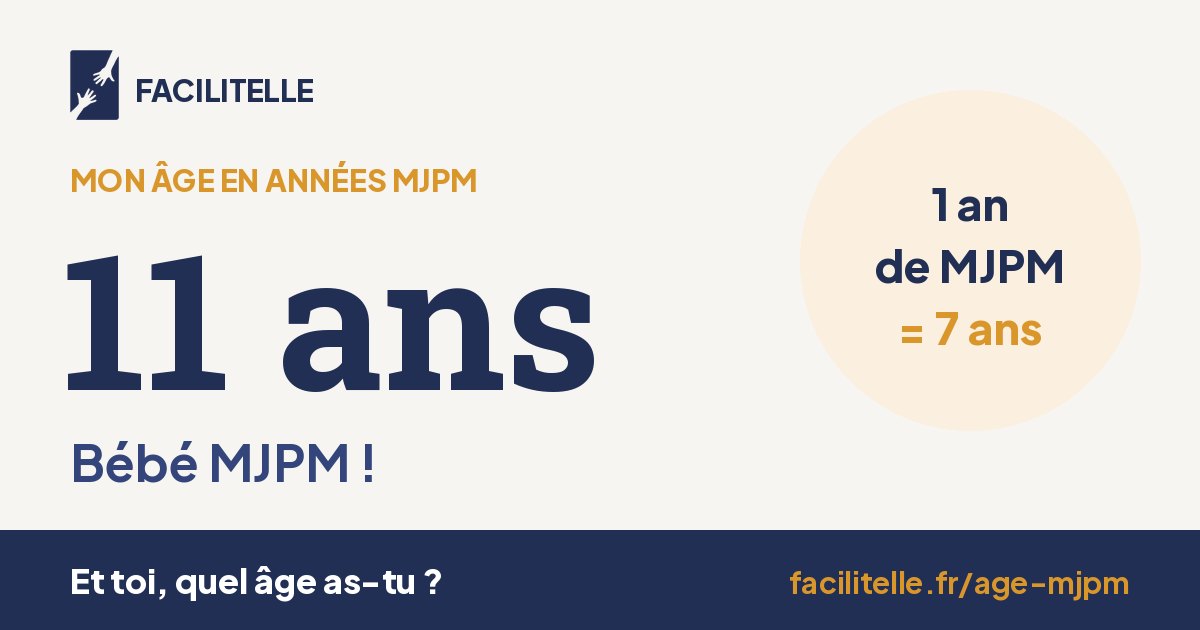 FACILITELLE
MON ÂGE EN ANNÉES MJPM
11 ans
Bébé MJPM !
1 an
de MJPM
= 7 ans
Et toi, quel âge as-tu ?
facilitelle.fr/age-mjpm